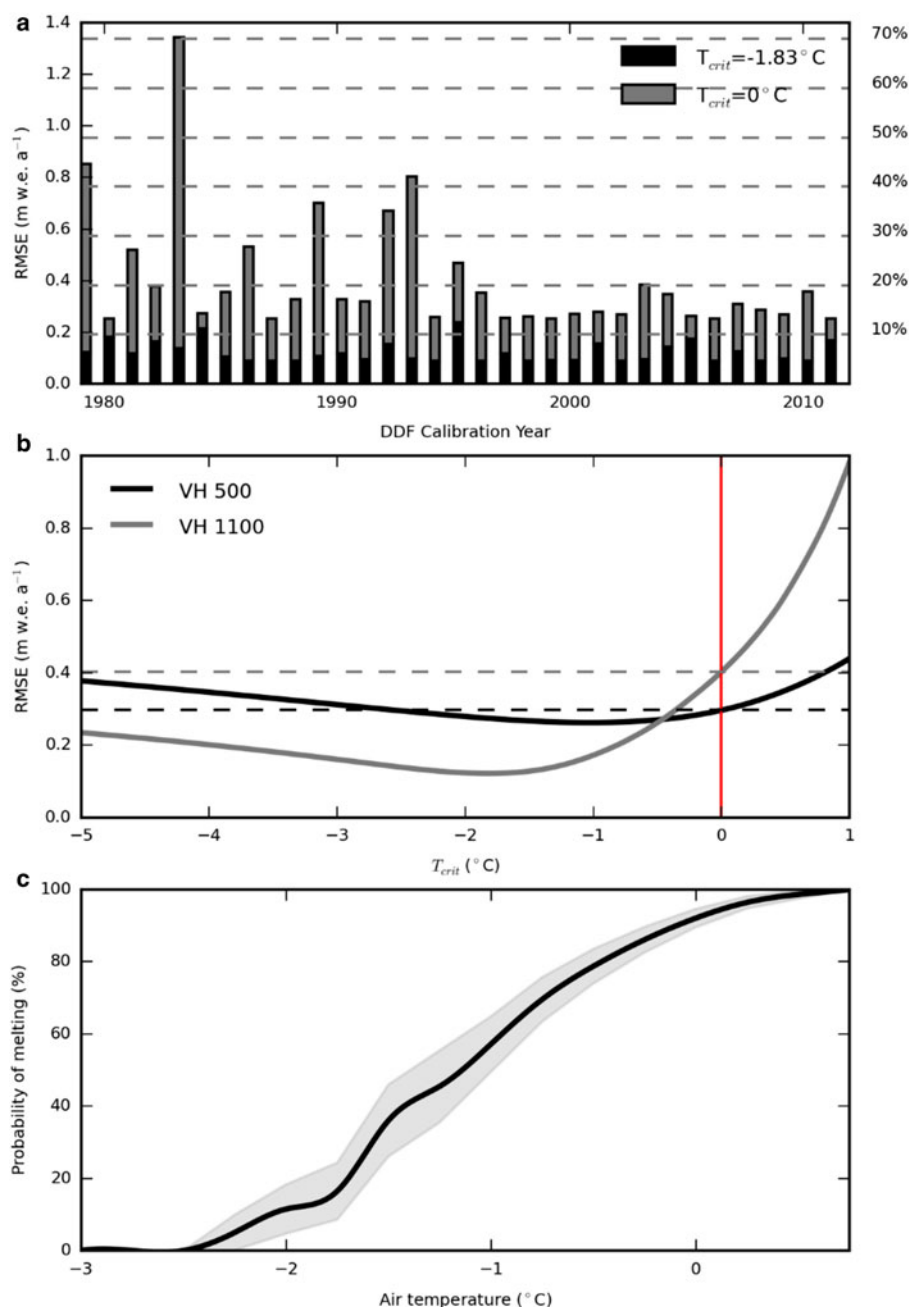 a
1.4
1.2
1.0
0.8
0.6
0.4
0.2
0.0
RMSE (m w.e. a⁻¹)
T_crit=-1.83°C
T_crit=0°C
70%
60%
50%
40%
30%
20%
10%
1980 1990 2000 2010
DDF Calibration Year
b
1.0
0.8
0.6
0.4
0.2
0.0
RMSE (m w.e. a⁻¹)
VH 500
VH 1100
−5 −4 −3 −2 −1 0 1
T_crit (°C)
c
100
80
60
40
20
0
Probability of melting (%)
−3 −2 −1 0
Air temperature (°C)